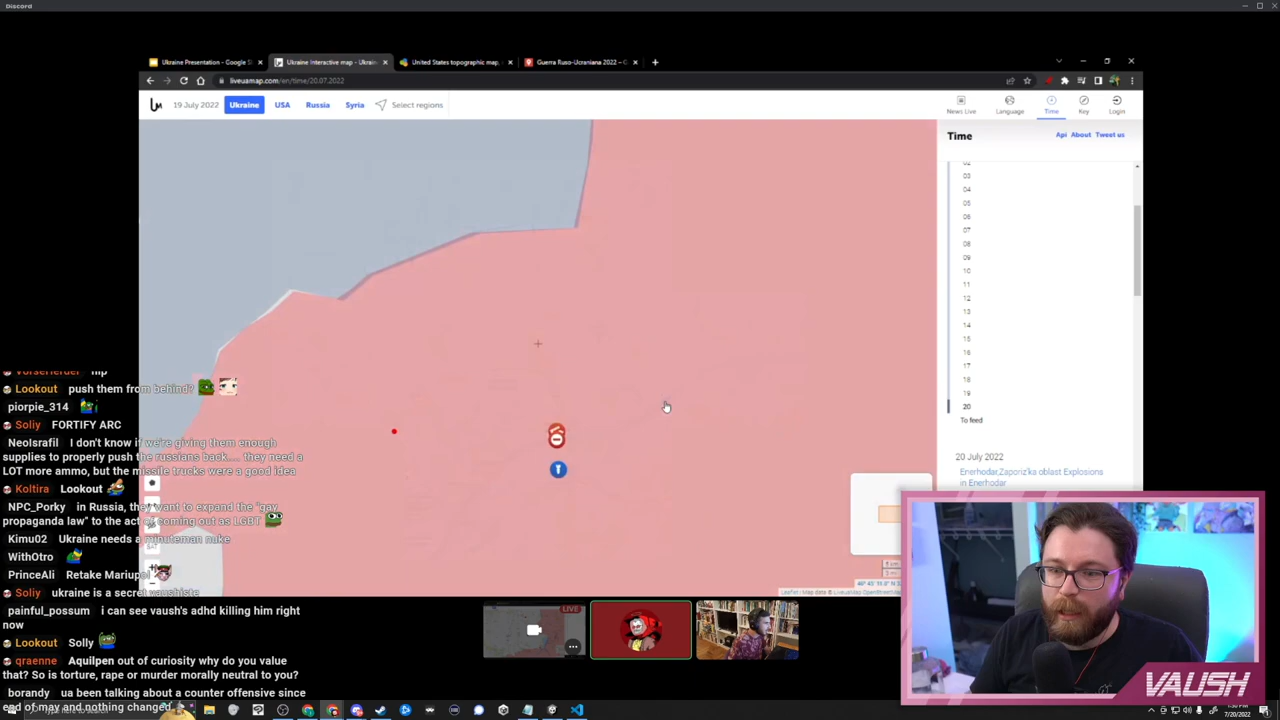 Discord
Ukraine Presentation - Google Sl
Ukraine Interactive map - Ukrain
United States topographic map,
Guerra Ruso-Ucraniana 2022 – G
liveuamap.com/en/time/20.07.2022
19 July 2022
Ukraine
USA
Russia
Syria
Select regions
News Live
Language
Time
Key
Login
Time
Api
About
Tweet us
03
04
05
06
07
08
09
10
11
12
13
14
15
16
17
18
19
20
To feed
20 July 2022
Enerhodar,Zaporiz'ka oblast Explosions
in Enerhodar
LIVE
Lookout push them from behind?
piorpie_314
Soliy FORTIFY ARC
NeoIsrafil I don't know if we're giving them enough
supplies to properly push the russians back.... they need a
LOT more ammo, but the missile trucks were a good idea
Koltira Lookout
NPC_Porky in Russia, they want to expand the "gay
propaganda law" to the act of coming out as LGBT
Kimu02 Ukraine needs a minuteman nuke
WithOtro
PrinceAli Retake Mariupol
Soliy ukraine is a secret vaushiste
painful_possum i can see vaush's adhd killing him right
now
Lookout Solly
qraenne Aquilpen out of curiosity why do you value
that? So is torture, rape or murder morally neutral to you?
borandy ua been talking about a counter offensive since
end of may and nothing changed
VAUSH
7/20/2022